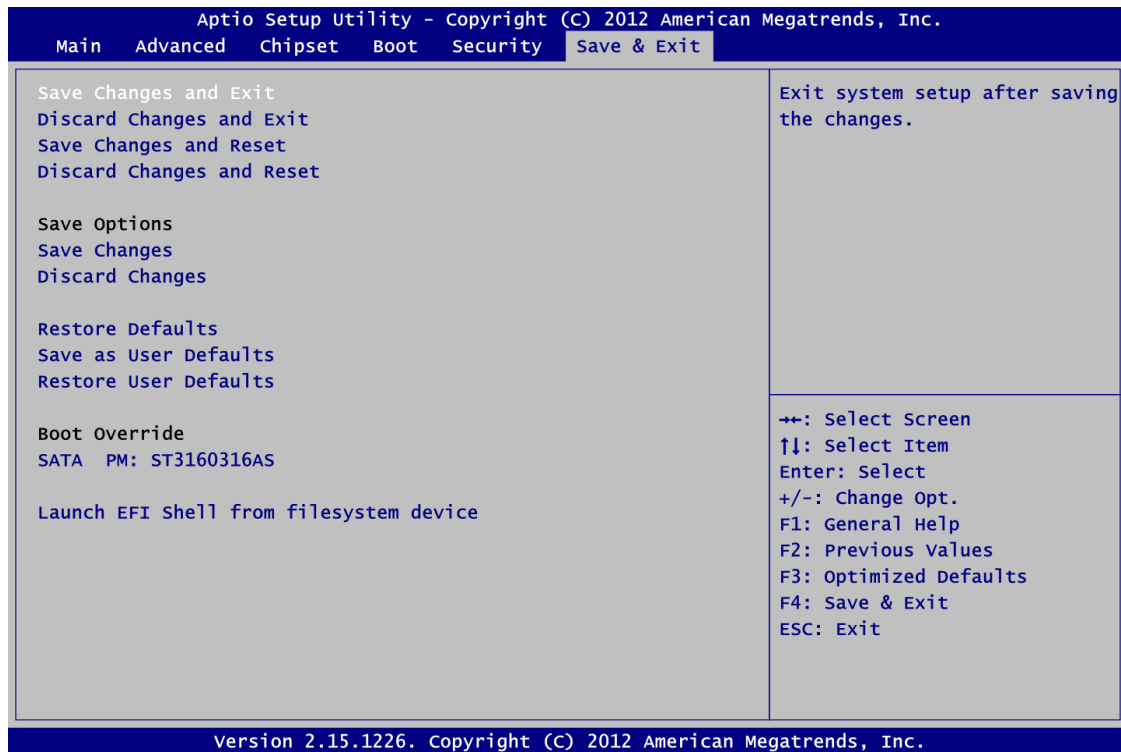 Aptio Setup Utility - Copyright (C) 2012 American Megatrends, Inc.
Main Advanced Chipset Boot Security Save & Exit
Save Changes and Exit
Discard Changes and Exit
Save Changes and Reset
Discard Changes and Reset
Save Options
Save Changes
Discard Changes
Restore Defaults
Save as User Defaults
Restore User Defaults
Boot Override
SATA PM: ST3160316AS
Launch EFI Shell from filesystem device
Exit system setup after saving
the changes.
→←: Select Screen
↑↓: Select Item
Enter: Select
+/-: Change Opt.
F1: General Help
F2: Previous Values
F3: Optimized Defaults
F4: Save & Exit
ESC: Exit
Version 2.15.1226. Copyright (C) 2012 American Megatrends, Inc.